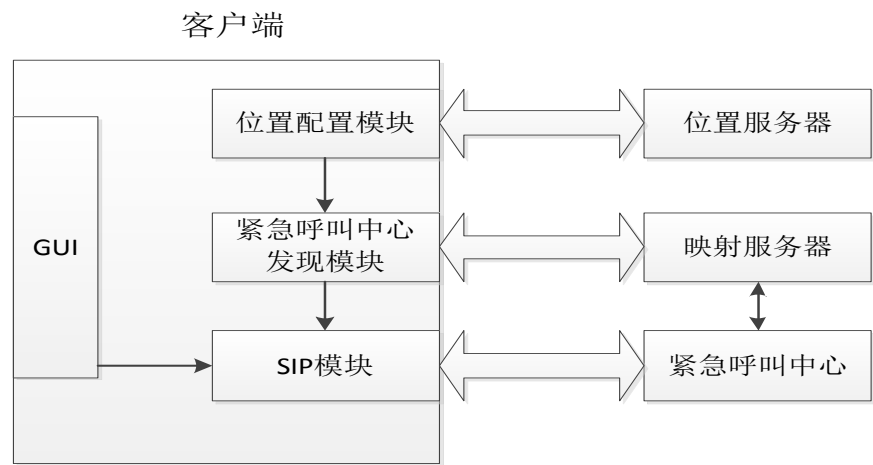 客户端
位置配置模块
位置服务器
GUI
紧急呼叫中心
发现模块
映射服务器
SIP模块
紧急呼叫中心